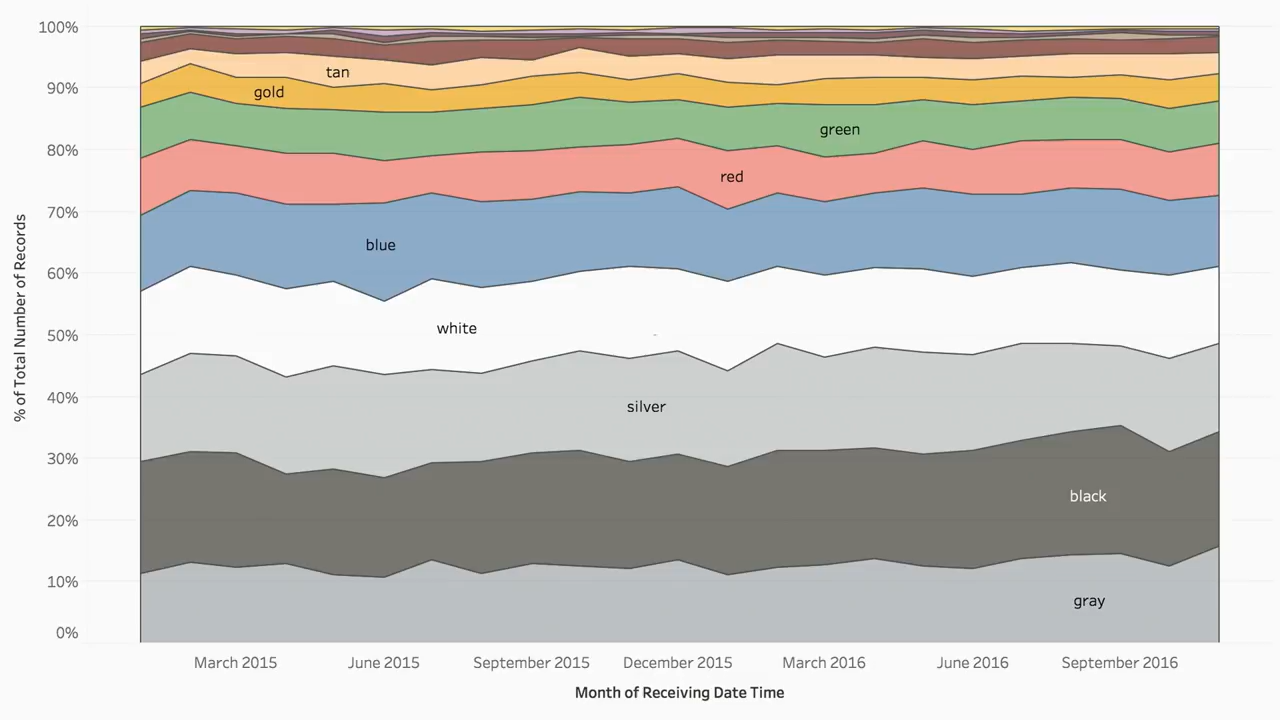 100%
90%
80%
70%
60%
50%
40%
30%
20%
10%
0%
% of Total Number of Records
tan
gold
green
red
blue
white
silver
black
gray
March 2015
June 2015
September 2015
December 2015
March 2016
June 2016
September 2016
Month of Receiving Date Time